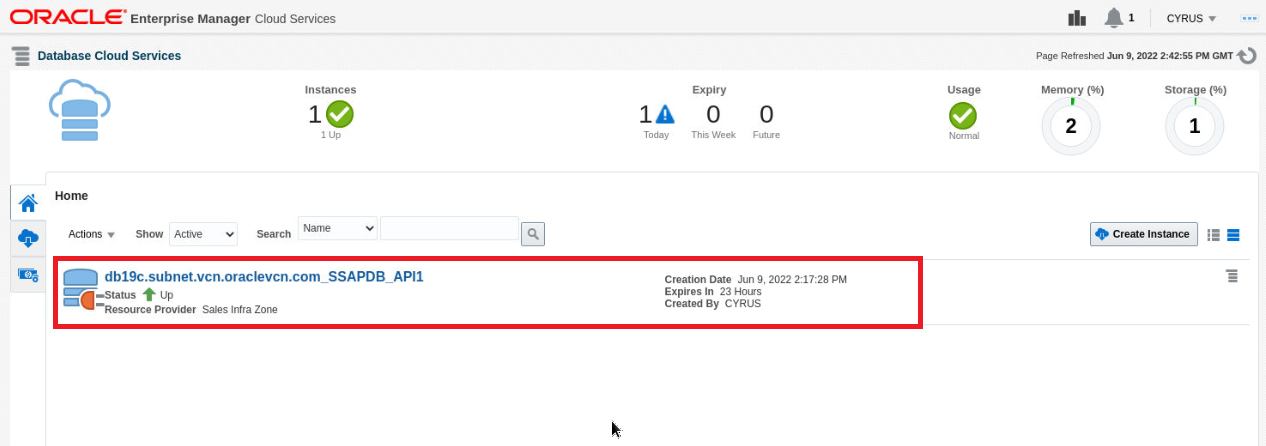 ORACLE® Enterprise Manager Cloud Services 1 CYRUS
Database Cloud Services Page Refreshed Jun 9, 2022 2:42:55 PM GMT
Instances Expiry Usage Memory (%) Storage (%)
1 1 0 0 2 1
1 Up Today This Week Future Normal
Home
Actions Show Active Search Name Create Instance
db19c.subnet.vcn.oraclevcn.com_SSAPDB_API1
Status Up
Resource Provider Sales Infra Zone
Creation Date Jun 9, 2022 2:17:28 PM
Expires In 23 Hours
Created By CYRUS